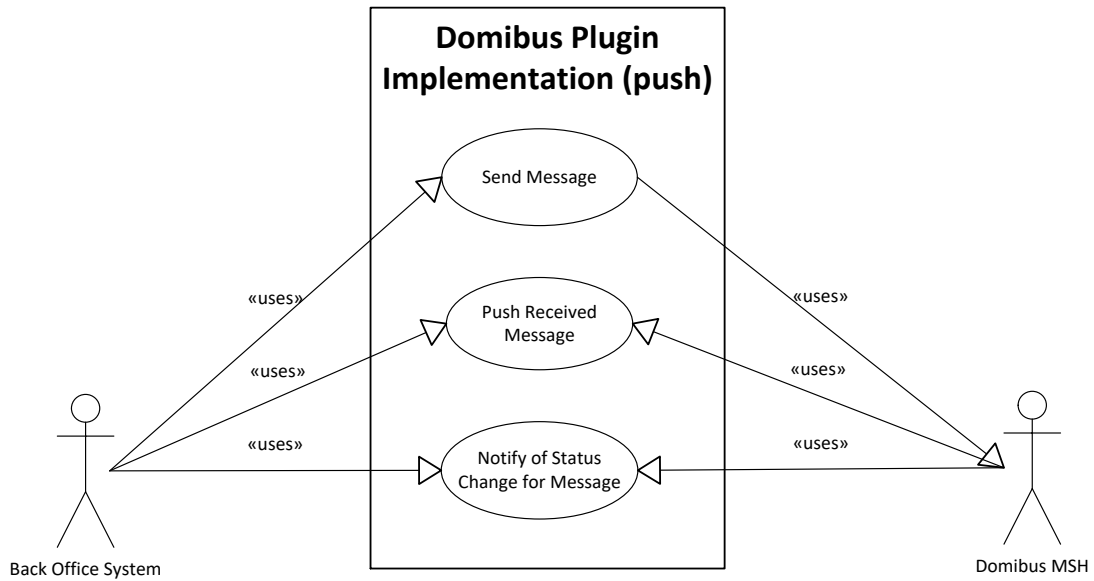 Domibus Plugin
Implementation (push)
Send Message
«uses»
«uses»
Push Received
Message
«uses»
«uses»
«uses»
«uses»
Notify of Status
Change for Message
Back Office System
Domibus MSH